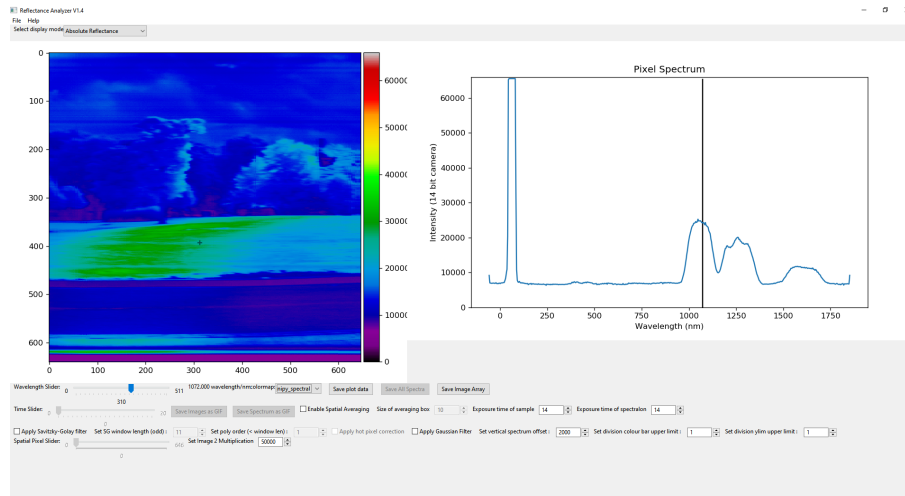 Reflectance Analyzer V1.4
File Help
Select display mode Absolute Reflectance
Pixel Spectrum
0
100
200
300
400
500
600
0 100 200 300 400 500 600
60000
50000
40000
30000
20000
10000
0
Intensity (14 bit camera)
60000
50000
40000
30000
20000
10000
0
0 250 500 750 1000 1250 1500 1750
Wavelength (nm)
Wavelength Slider: 0 511 1072.000 wavelength/nm:colormap: nipy_spectral Save plot data Save All Spectra Save Image Array
310
Time Slider: 0 20 Save Images as GIF Save Spectrum as GIF Enable Spatial Averaging Size of averaging box 10 Exposure time of sample 14 Exposure time of spectralon 14
0
Apply Savitzky-Golay filter Set SG window length (odd) : 11 Set poly order (< window len) : 1 Apply hot pixel correction Apply Gaussian Filter Set vertical spectrum offset : 2000 Set division colour bar upper limit : 1 Set division ylim upper limit : 1
Spatial Pixel Slider: 0 646 Set Image 2 Multiplication 50000
0